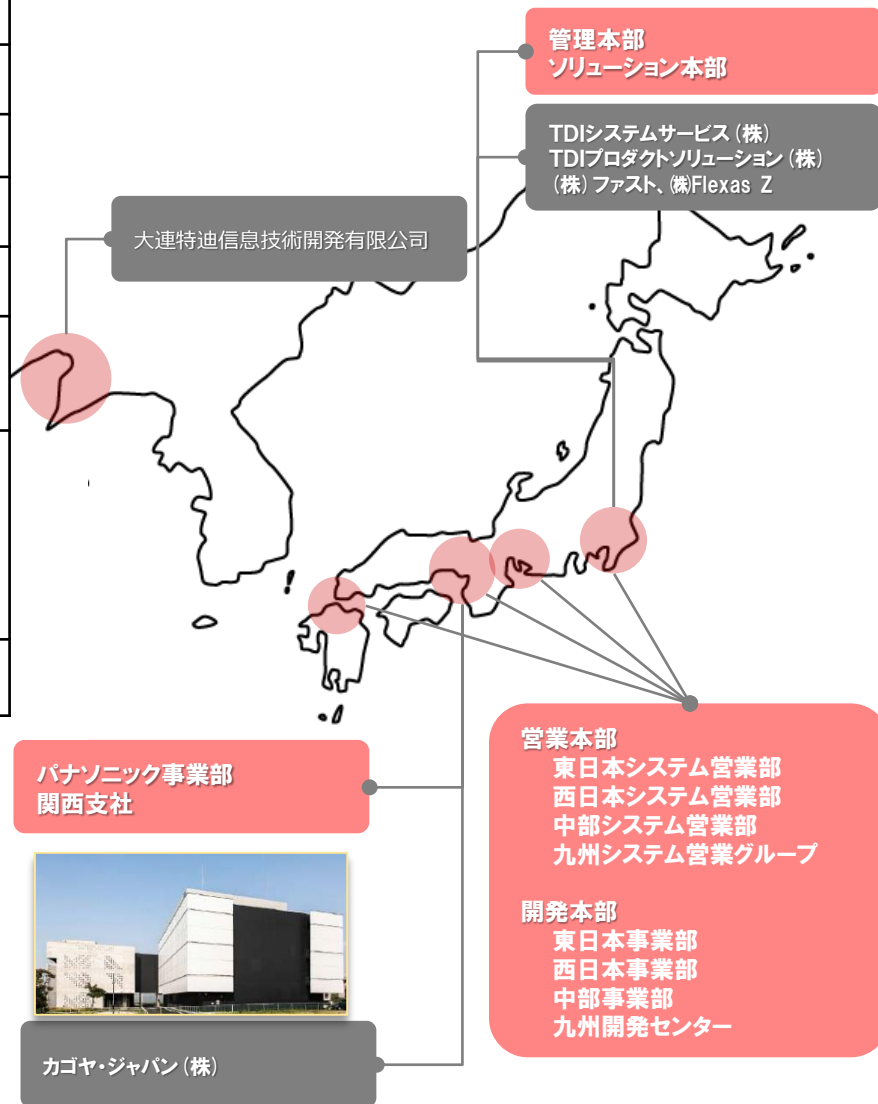 管理本部
ソリューション本部
TDIシステムサービス(株)
TDIプロダクトソリューション(株)
(株)ファスト、㈱Flexas Z
大連特迪信息技術開発有限公司
パナソニック事業部
関西支社
営業本部
東日本システム営業部
西日本システム営業部
中部システム営業部
九州システム営業グループ
開発本部
東日本事業部
西日本事業部
中部事業部
九州開発センター
カゴヤ・ジャパン(株)